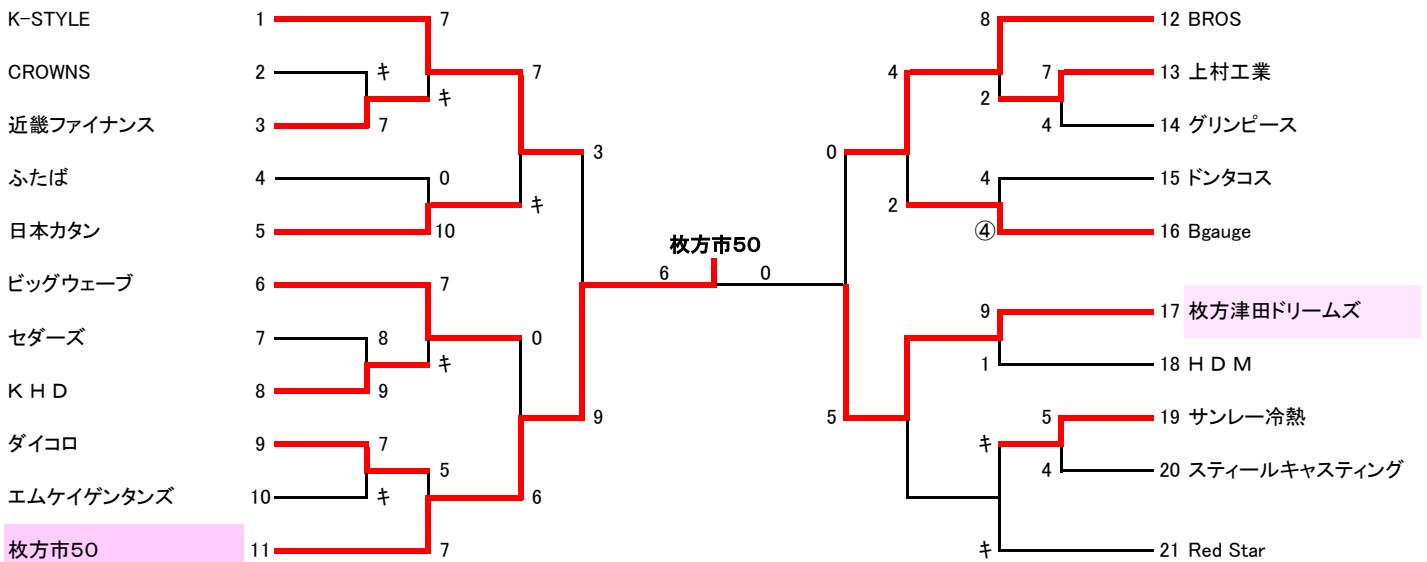 K-STYLE 1 7 8 12 BROS
CROWNS 2 キ 7 4 7 13 上村工業
キ 2
近畿ファイナンス 3 7 4 14 グリンピース
3 0
ふたば 4 0 4 15 ドンタコス
キ 2
日本カタン 5 10 ④ 16 Bgauge
枚方市50
6 0
ビッグウェーブ 6 7 9 17 枚方津田ドリームズ
セダーズ 7 8 0
キ 1 18 HDM
KHD 8 9
9 5 5 19 サンレー冷熱
ダイコロ 9 7 キ
5 4 20 スティールキャスティング
エムケイゲンタンズ 10 キ 6
枚方市50 11 7 キ 21 Red Star